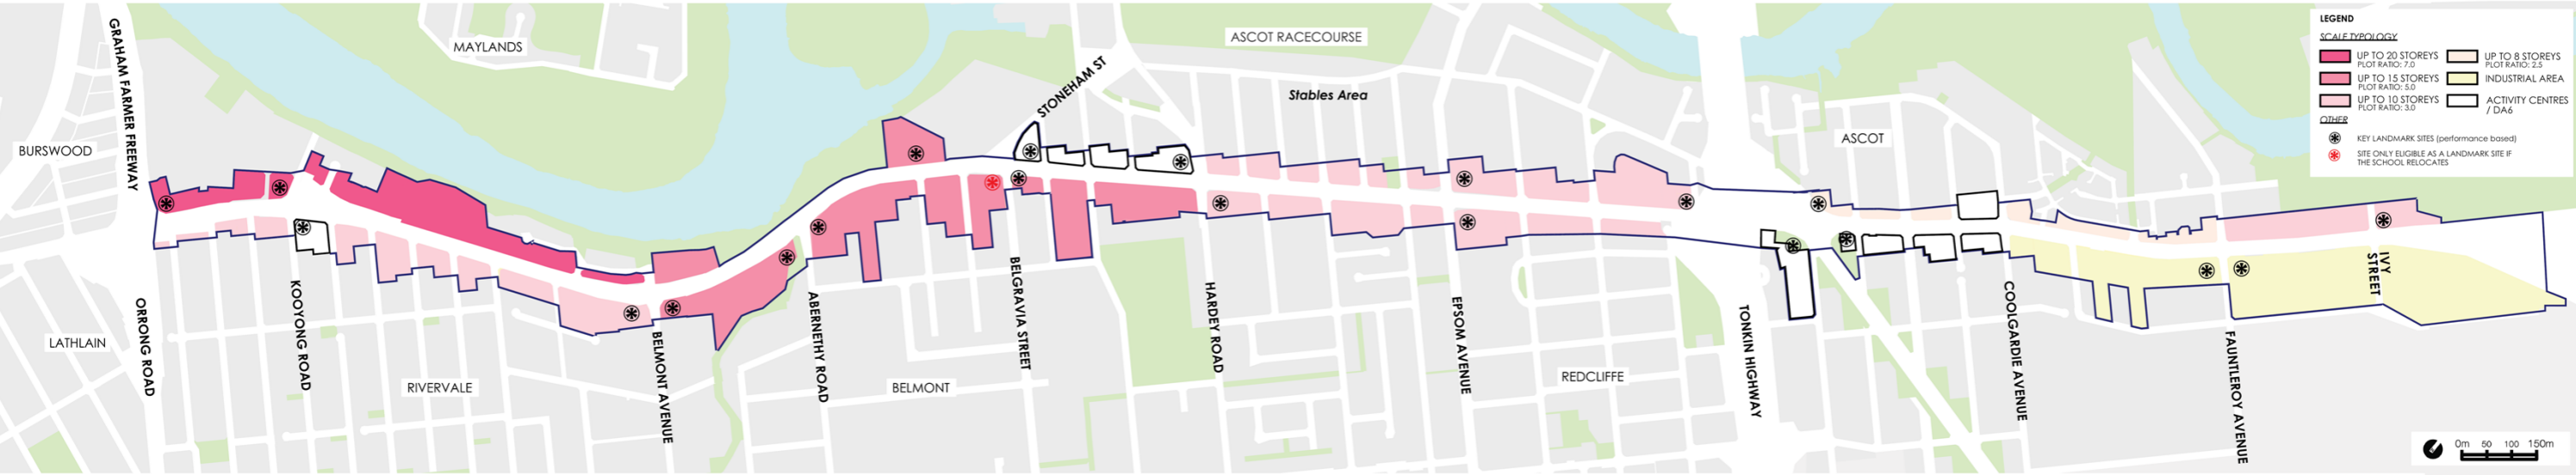 GRAHAM FARMER FREEWAY
MAYLANDS
BURSWOOD
LATHLAIN
ORRONG ROAD
KOOYONG ROAD
RIVERVALE
BELMONT AVENUE
ABERNETHY ROAD
BELMONT
STONEHAM ST
BELGRAVIA STREET
ASCOT RACECOURSE
Stables Area
HARDEY ROAD
EPSOM AVENUE
REDCLIFFE
TONKIN HIGHWAY
ASCOT
COOLGARDIE AVENUE
FAUNTLEROY AVENUE
IVY
STREET
LEGEND
SCALE TYPOLOGY
UP TO 20 STOREYS
PLOT RATIO: 7.0
UP TO 15 STOREYS
PLOT RATIO: 5.0
UP TO 10 STOREYS
PLOT RATIO: 3.0
UP TO 8 STOREYS
PLOT RATIO: 2.5
INDUSTRIAL AREA
ACTIVITY CENTRES
/ DA6
OTHER
KEY LANDMARK SITES (performance based)
SITE ONLY ELIGIBLE AS A LANDMARK SITE IF
THE SCHOOL RELOCATES
0m 50 100 150m